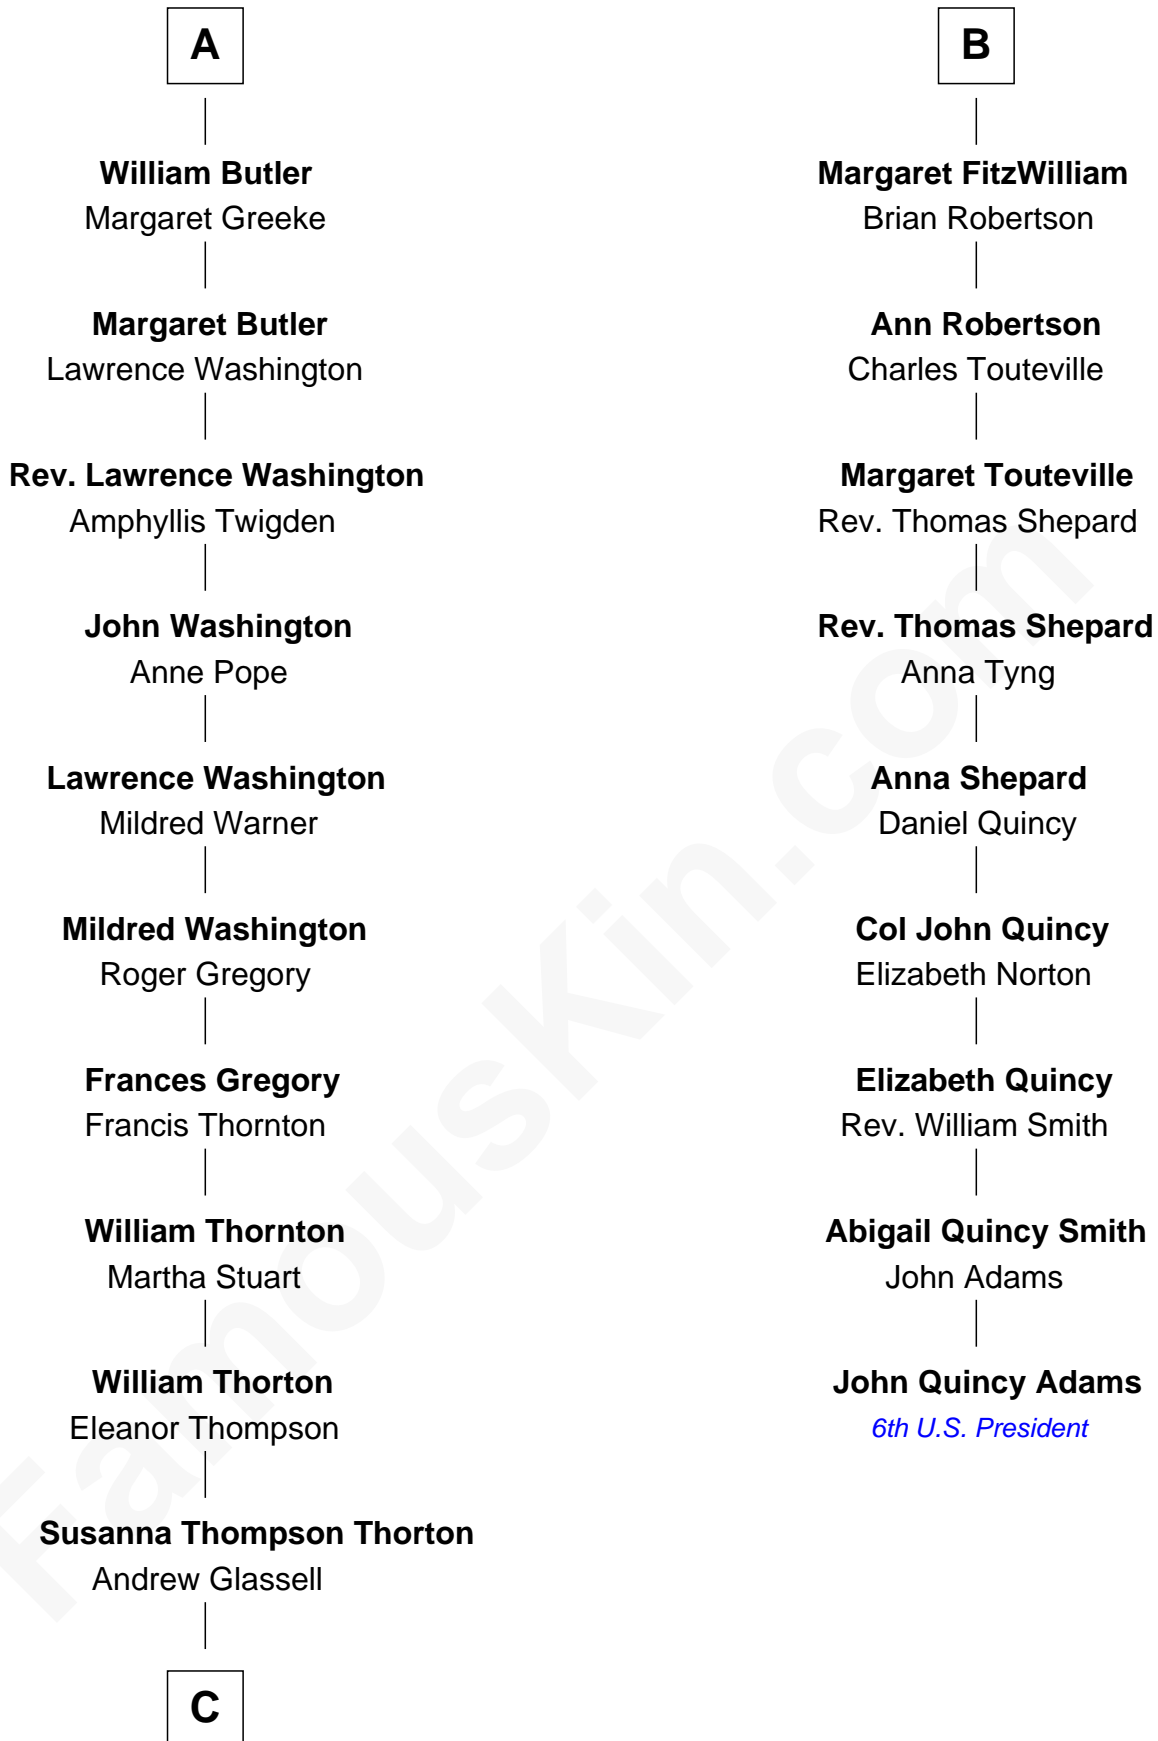 A
William Butler
Margaret Greeke
Margaret Butler
Lawrence Washington
Rev. Lawrence Washington
Amphyllis Twigden
John Washington
Anne Pope
Lawrence Washington
Mildred Warner
Mildred Washington
Roger Gregory
Frances Gregory
Francis Thornton
William Thornton
Martha Stuart
William Thorton
Eleanor Thompson
Susanna Thompson Thorton
Andrew Glassell
C
B
Margaret FitzWilliam
Brian Robertson
Ann Robertson
Charles Touteville
Margaret Touteville
Rev. Thomas Shepard
Rev. Thomas Shepard
Anna Tyng
Anna Shepard
Daniel Quincy
Col John Quincy
Elizabeth Norton
Elizabeth Quincy
Rev. William Smith
Abigail Quincy Smith
John Adams
John Quincy Adams
6th U.S. President
FamousKin.com